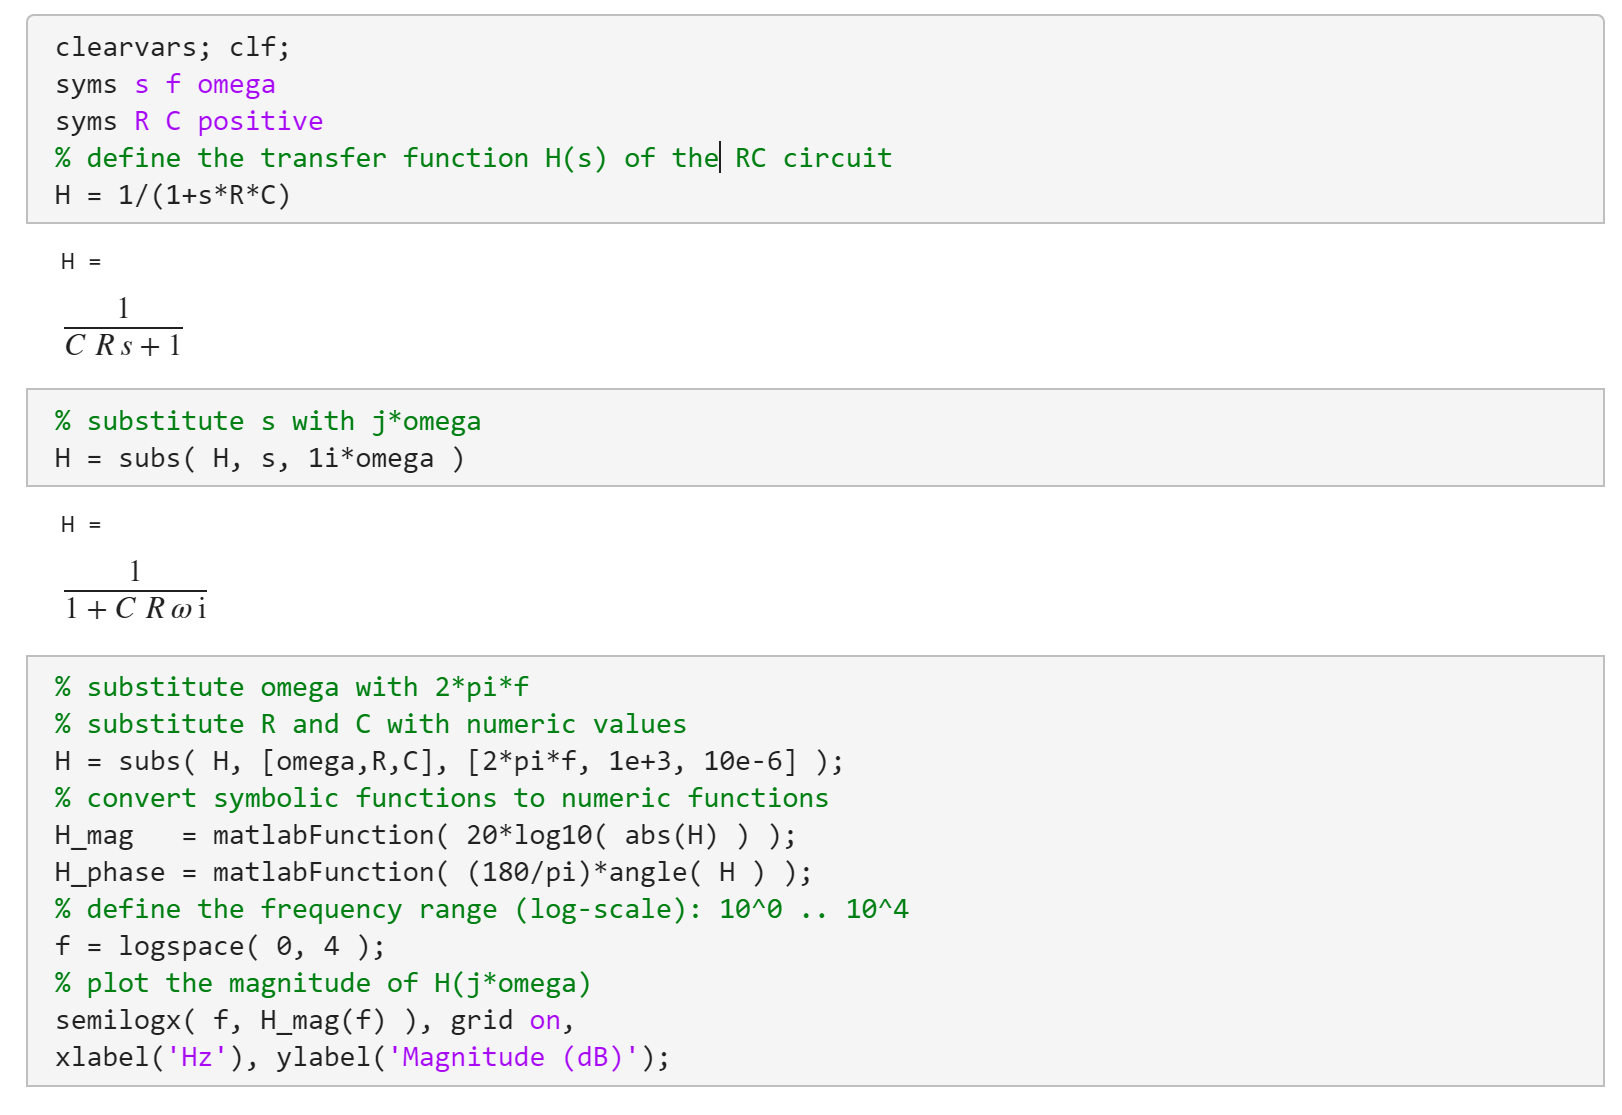 clearvars; clf;
syms s f omega
syms R C positive
% define the transfer function H(s) of the RC circuit
H = 1/(1+s*R*C)
H =
1
C R s + 1
% substitute s with j*omega
H = subs( H, s, 1i*omega )
H =
1
1 + C R ω i
% substitute omega with 2*pi*f
% substitute R and C with numeric values
H = subs( H, [omega,R,C], [2*pi*f, 1e+3, 10e-6] );
% convert symbolic functions to numeric functions
H_mag   = matlabFunction( 20*log10( abs(H) ) );
H_phase = matlabFunction( (180/pi)*angle( H ) );
% define the frequency range (log-scale): 10^0 .. 10^4
f = logspace( 0, 4 );
% plot the magnitude of H(j*omega)
semilogx( f, H_mag(f) ), grid on,
xlabel('Hz'), ylabel('Magnitude (dB)');